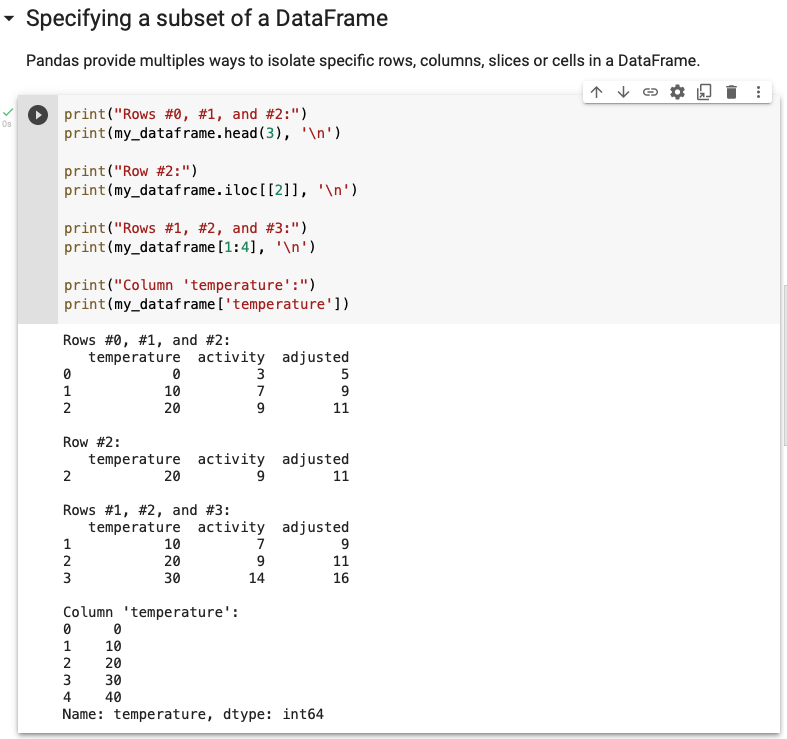 Specifying a subset of a DataFrame
Pandas provide multiples ways to isolate specific rows, columns, slices or cells in a DataFrame.
0s
print("Rows #0, #1, and #2:")
print(my_dataframe.head(3), '\n')
print("Row #2:")
print(my_dataframe.iloc[[2]], '\n')
print("Rows #1, #2, and #3:")
print(my_dataframe[1:4], '\n')
print("Column 'temperature':")
print(my_dataframe['temperature'])
Rows #0, #1, and #2:
temperature activity adjusted
0 0 3 5
1 10 7 9
2 20 9 11
Row #2:
temperature activity adjusted
2 20 9 11
Rows #1, #2, and #3:
temperature activity adjusted
1 10 7 9
2 20 9 11
3 30 14 16
Column 'temperature':
0 0
1 10
2 20
3 30
4 40
Name: temperature, dtype: int64